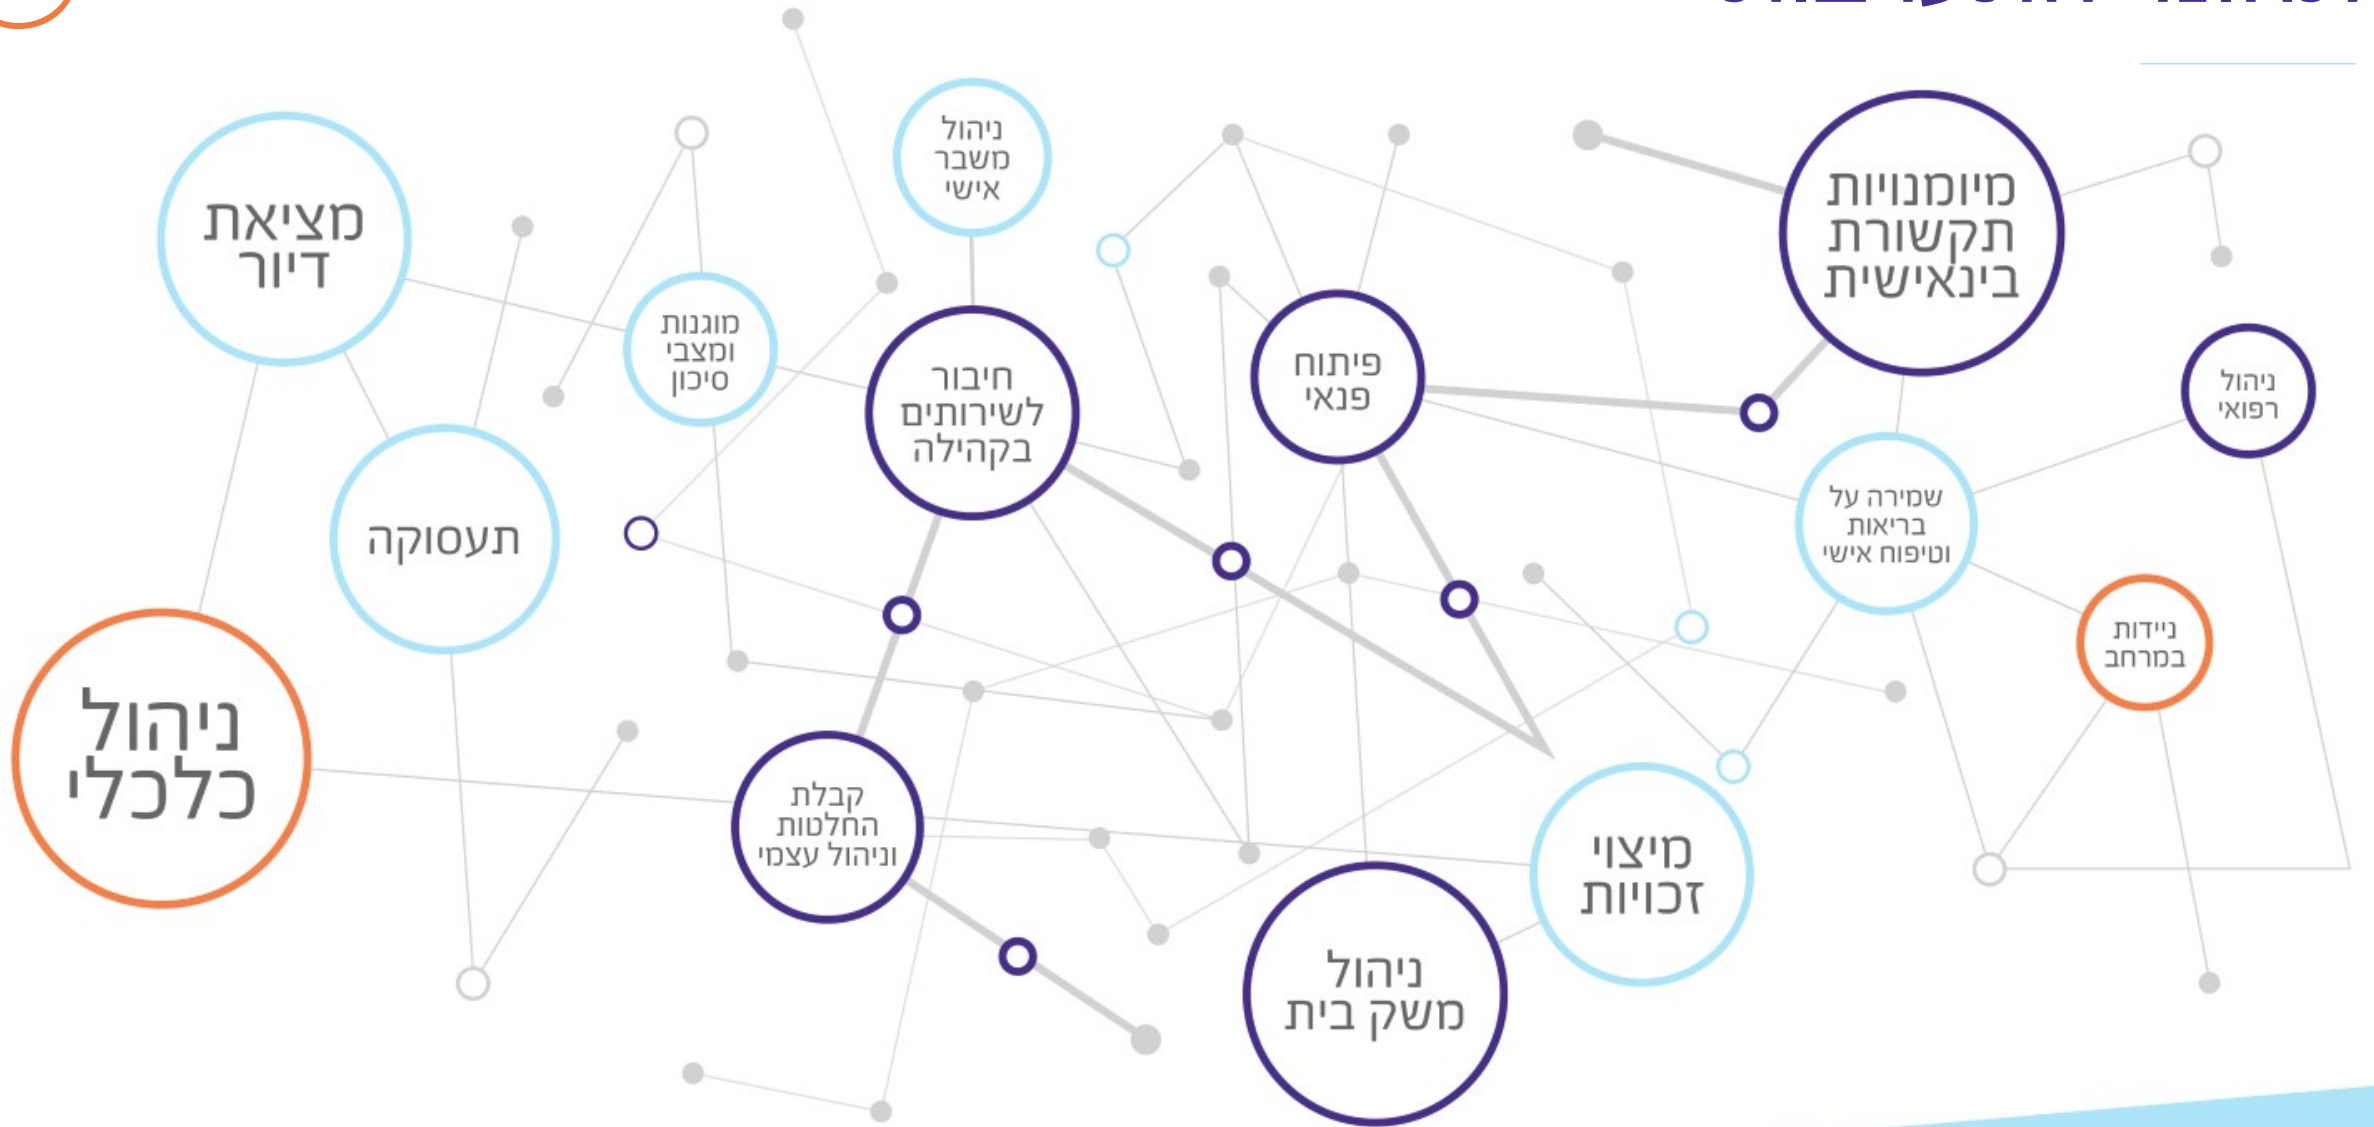 מיומנויות
תקשורת
בינאישית
ניהול
רפואי
שמירה על
בריאות
וטיפוח אישי
ניידות
במרחב
פיתוח
פנאי
מיצוי
זכויות
ניהול
משק בית
ניהול
משבר
אישי
חיבור
לשירותים
בקהילה
קבלת
החלטות
וניהול עצמי
מוגנות
ומצבי
סיכון
מציאת
דיור
תעסוקה
ניהול
כלכלי